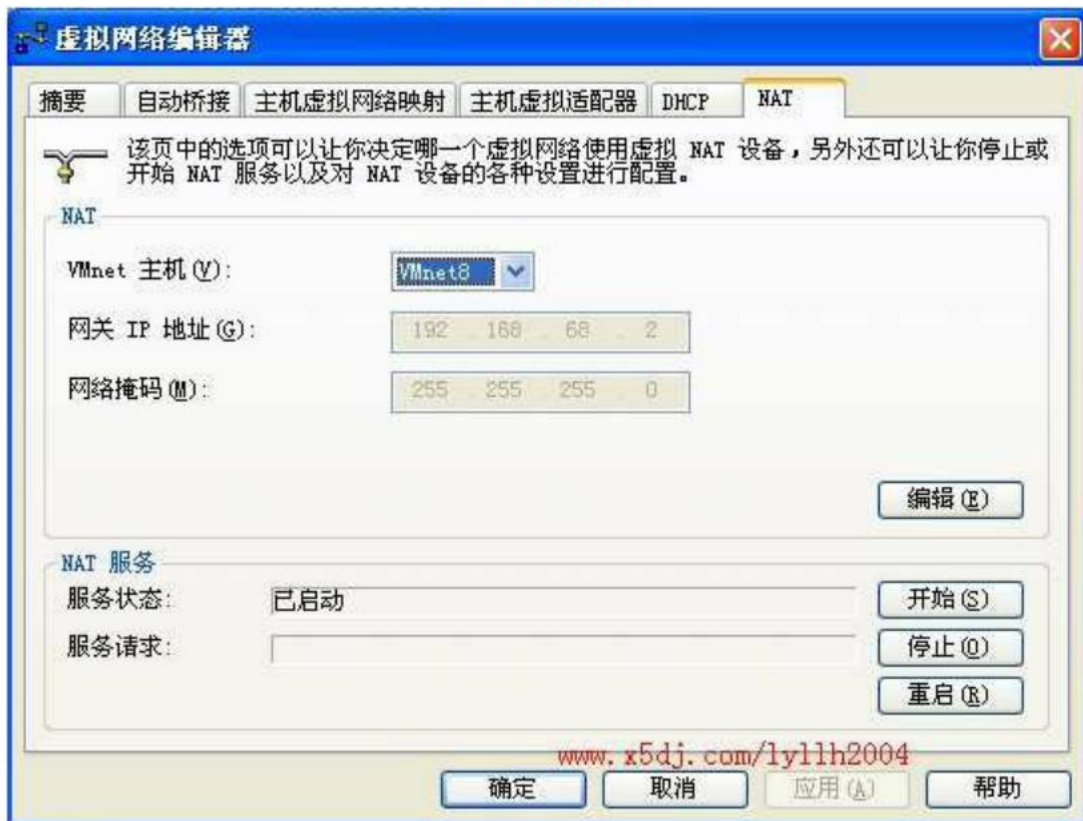 虚拟网络编辑器
摘要 自动桥接 主机虚拟网络映射 主机虚拟适配器 DHCP NAT
该页中的选项可以让你决定哪一个虚拟网络使用虚拟 NAT 设备，另外还可以让你停止或
开始 NAT 服务以及对 NAT 设备的各种设置进行配置。
NAT
VMnet 主机(V): VMnet8
网关 IP 地址(G): 192 . 168 . 68 . 2
网络掩码(M): 255 . 255 . 255 . 0
编辑(E)
NAT 服务
服务状态: 已启动 开始(S)
服务请求: 停止(O)
重启(R)
www.x5dj.com/lyllh2004
确定 取消 应用(A) 帮助